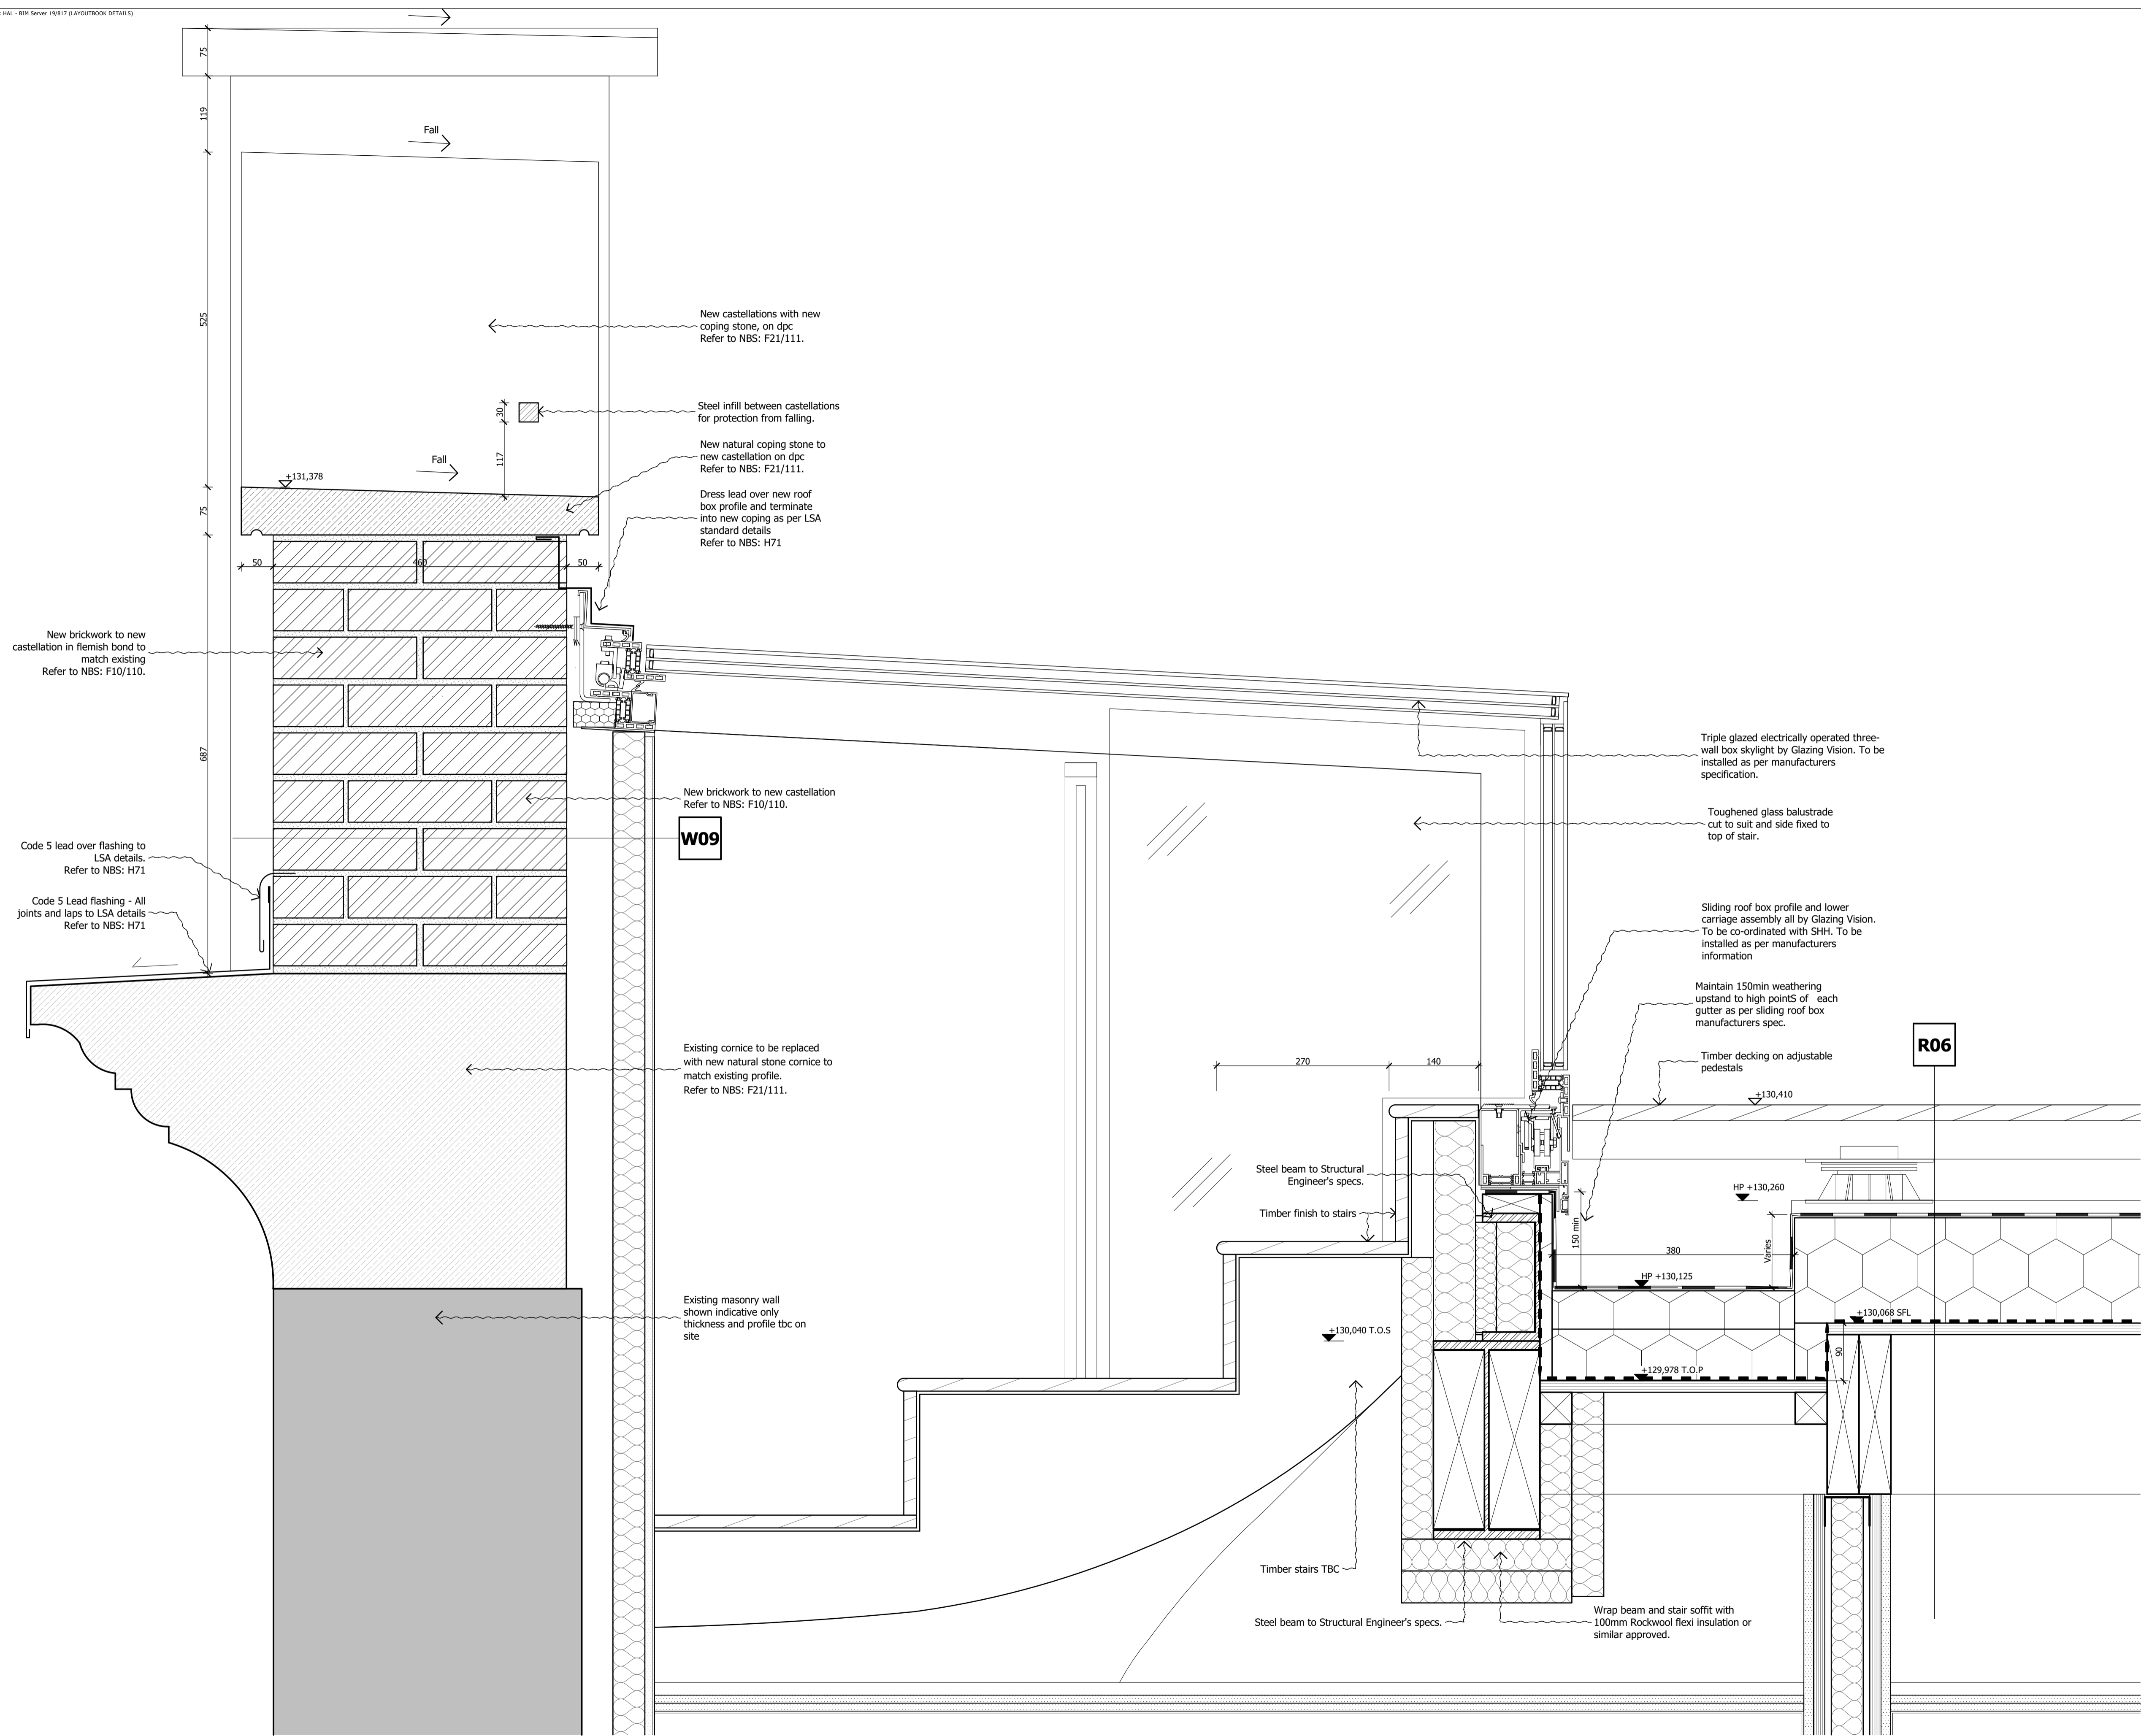 : HAL - BIM Server 19/817 (LAYOUTBOOK DETAILS)
75
119
Fall
525
New castellations with new
coping stone, on dpc
Refer to NBS: F21/111.
30
Steel infill between castellations
for protection from falling.
117
Fall
New natural coping stone to
new castellation on dpc
Refer to NBS: F21/111.
+131,378
75
Dress lead over new roof
box profile and terminate
into new coping as per LSA
standard details
Refer to NBS: H71
50
460
50
New brickwork to new
castellation in flemish bond to
match existing
Refer to NBS: F10/110.
687
Triple glazed electrically operated three-
wall box skylight by Glazing Vision. To be
installed as per manufacturers
specification.
New brickwork to new castellation
Refer to NBS: F10/110.
W09
Toughened glass balustrade
cut to suit and side fixed to
top of stair.
Code 5 lead over flashing to
LSA details.
Refer to NBS: H71
Code 5 Lead flashing - All
joints and laps to LSA details
Refer to NBS: H71
Sliding roof box profile and lower
carriage assembly all by Glazing Vision.
To be co-ordinated with SHH. To be
installed as per manufacturers
information
Maintain 150min weathering
upstand to high pointS of each
gutter as per sliding roof box
manufacturers spec.
R06
Existing cornice to be replaced
with new natural stone cornice to
match existing profile.
Refer to NBS: F21/111.
270
140
Timber decking on adjustable
pedestals
+130,410
Steel beam to Structural
Engineer's specs.
HP +130,260
Timber finish to stairs
150 min
380
Varies
HP +130,125
Existing masonry wall
shown indicative only
thickness and profile tbc on
site
+130,068 SFL
+130,040 T.O.S
90
+129,978 T.O.P
Timber stairs TBC
Steel beam to Structural Engineer's specs.
Wrap beam and stair soffit with
100mm Rockwool flexi insulation or
similar approved.